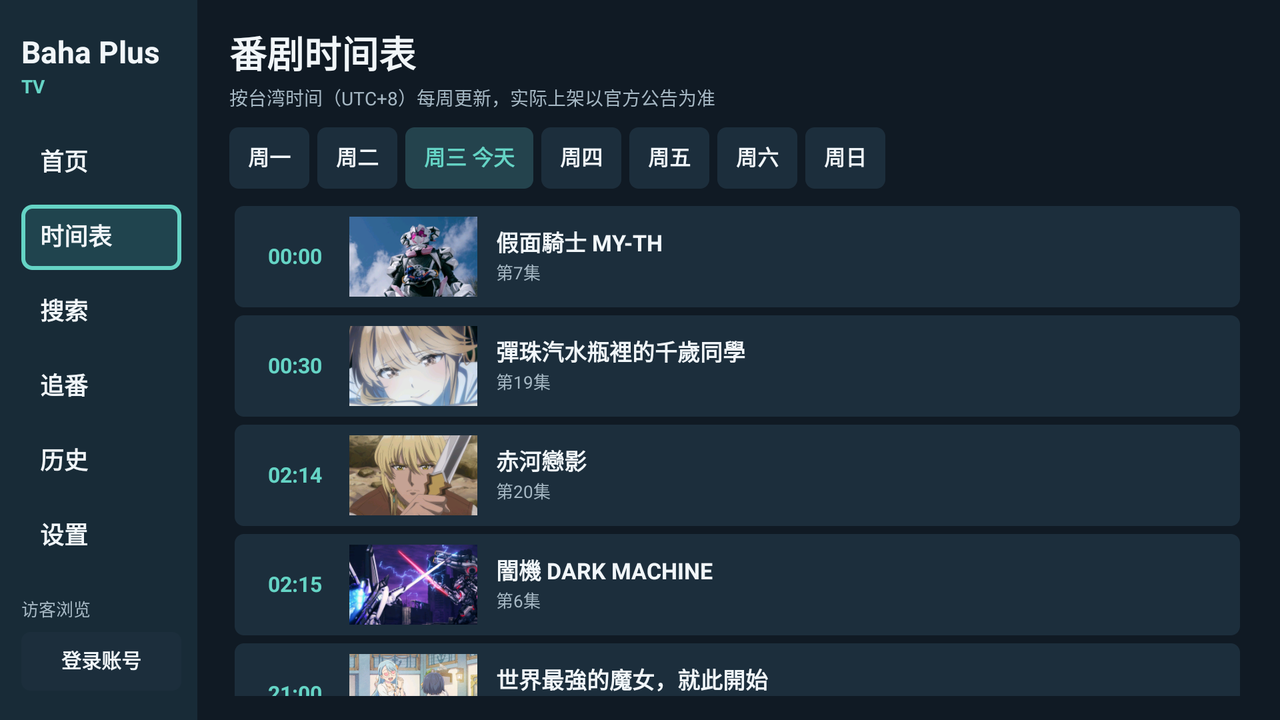 Baha Plus
TV
首页
时间表
搜索
追番
历史
设置
访客浏览
登录账号
番剧时间表
按台湾时间（UTC+8）每周更新，实际上架以官方公告为准
周一 周二 周三 今天 周四 周五 周六 周日
00:00
假面騎士 MY-TH
第7集
00:30
彈珠汽水瓶裡的千歲同學
第19集
02:14
赤河戀影
第20集
02:15
闇機 DARK MACHINE
第6集
21:00
世界最強的魔女，就此開始